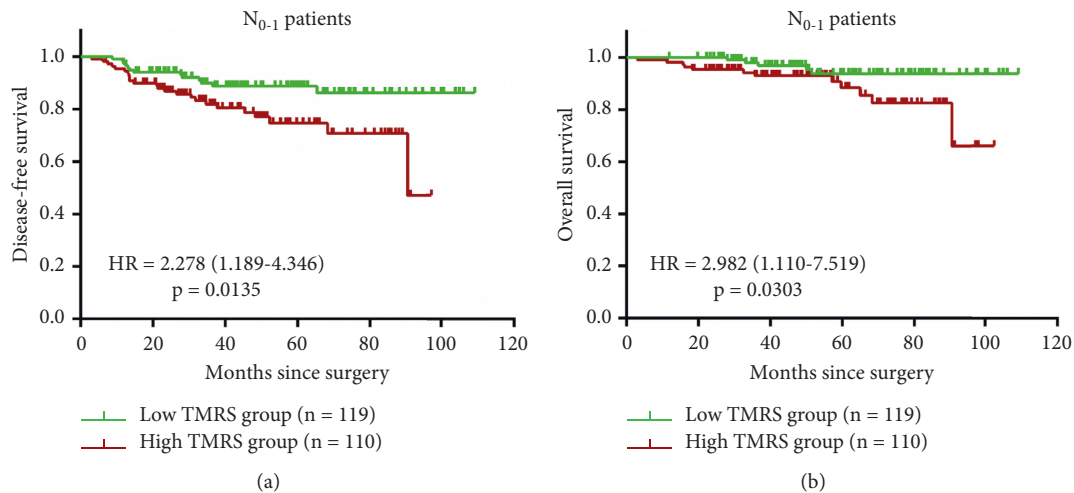 N0-1 patients
1.0
0.8
0.6
0.4
0.2
0.0
Disease-free survival
HR = 2.278 (1.189-4.346)
p = 0.0135
0 20 40 60 80 100 120
Months since surgery
Low TMRS group (n = 119)
High TMRS group (n = 110)
(a)
N0-1 patients
1.0
0.8
0.6
0.4
0.2
0.0
Overall survival
HR = 2.982 (1.110-7.519)
p = 0.0303
0 20 40 60 80 100 120
Months since surgery
Low TMRS group (n = 119)
High TMRS group (n = 110)
(b)